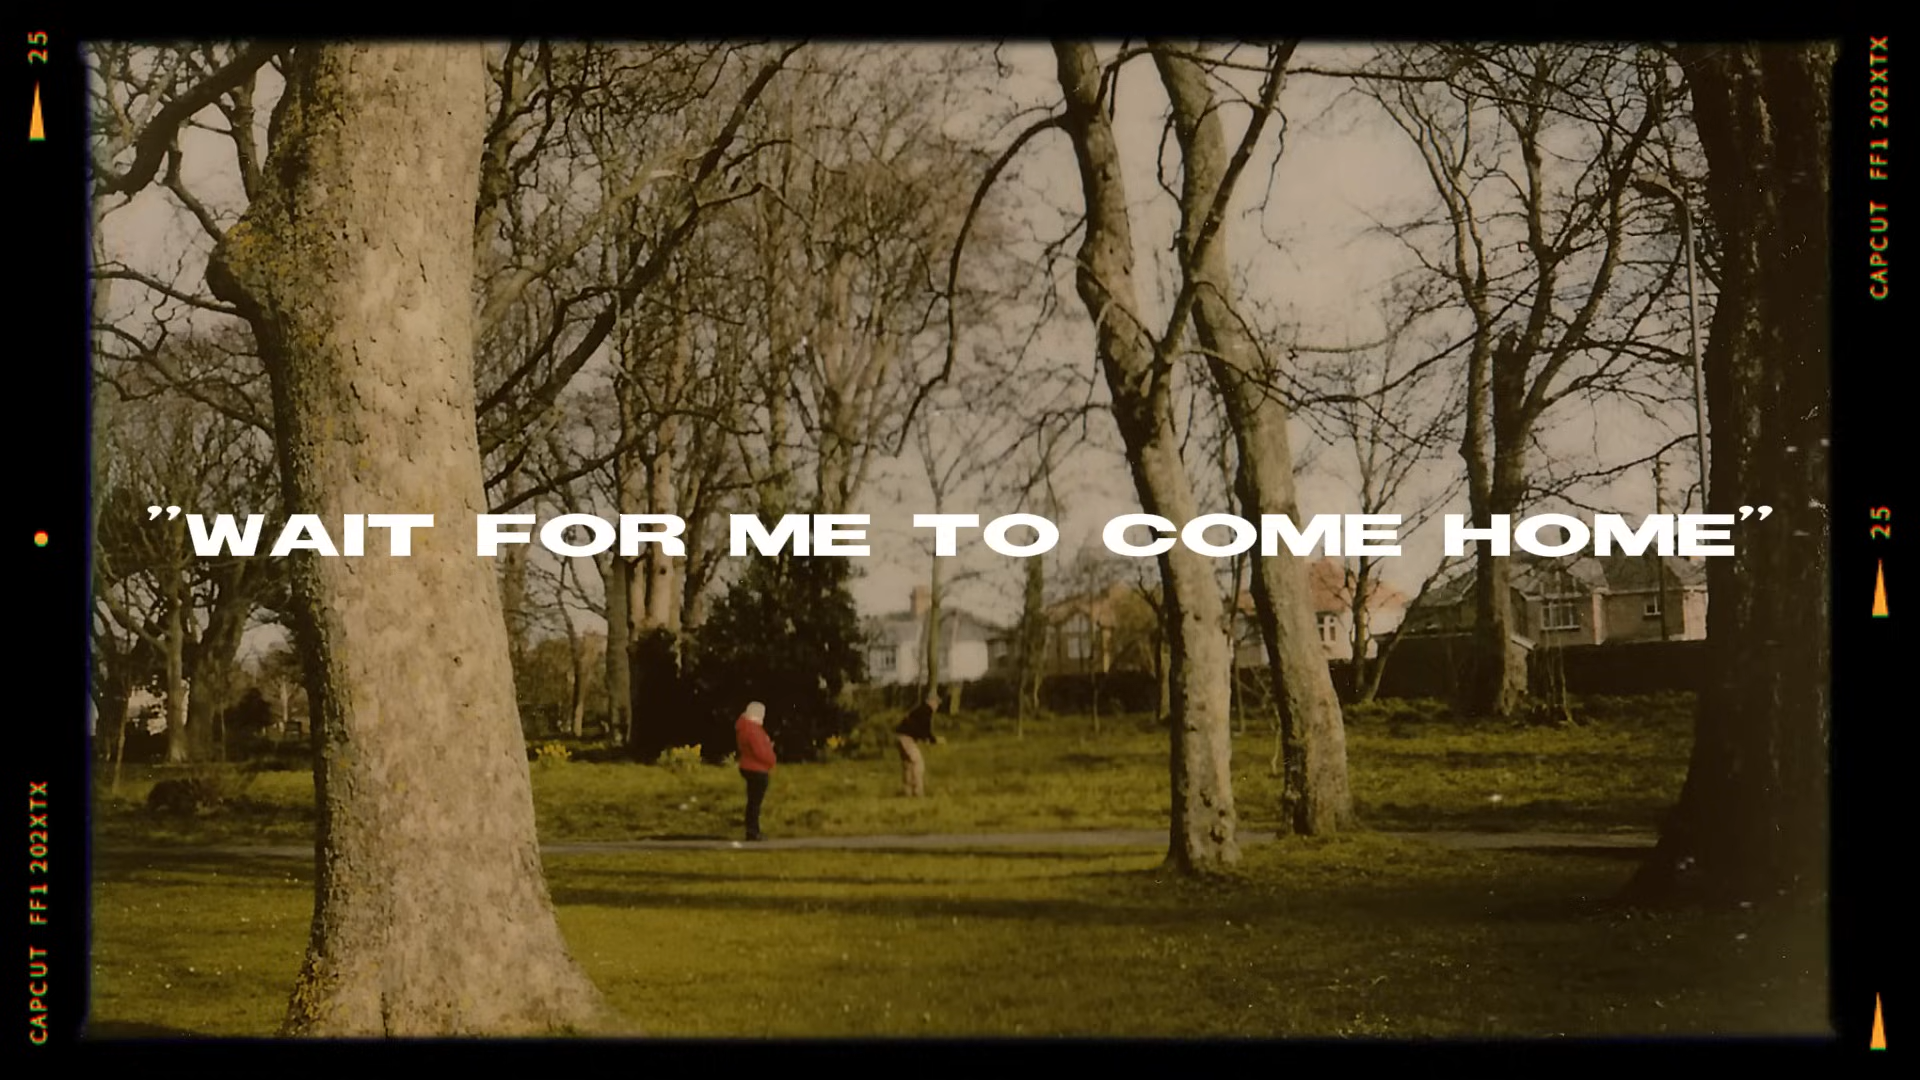 25
CAPCUT FF1 202XTX
”WAIT FOR ME TO COME HOME”
25
CAPCUT FF1 202XTX